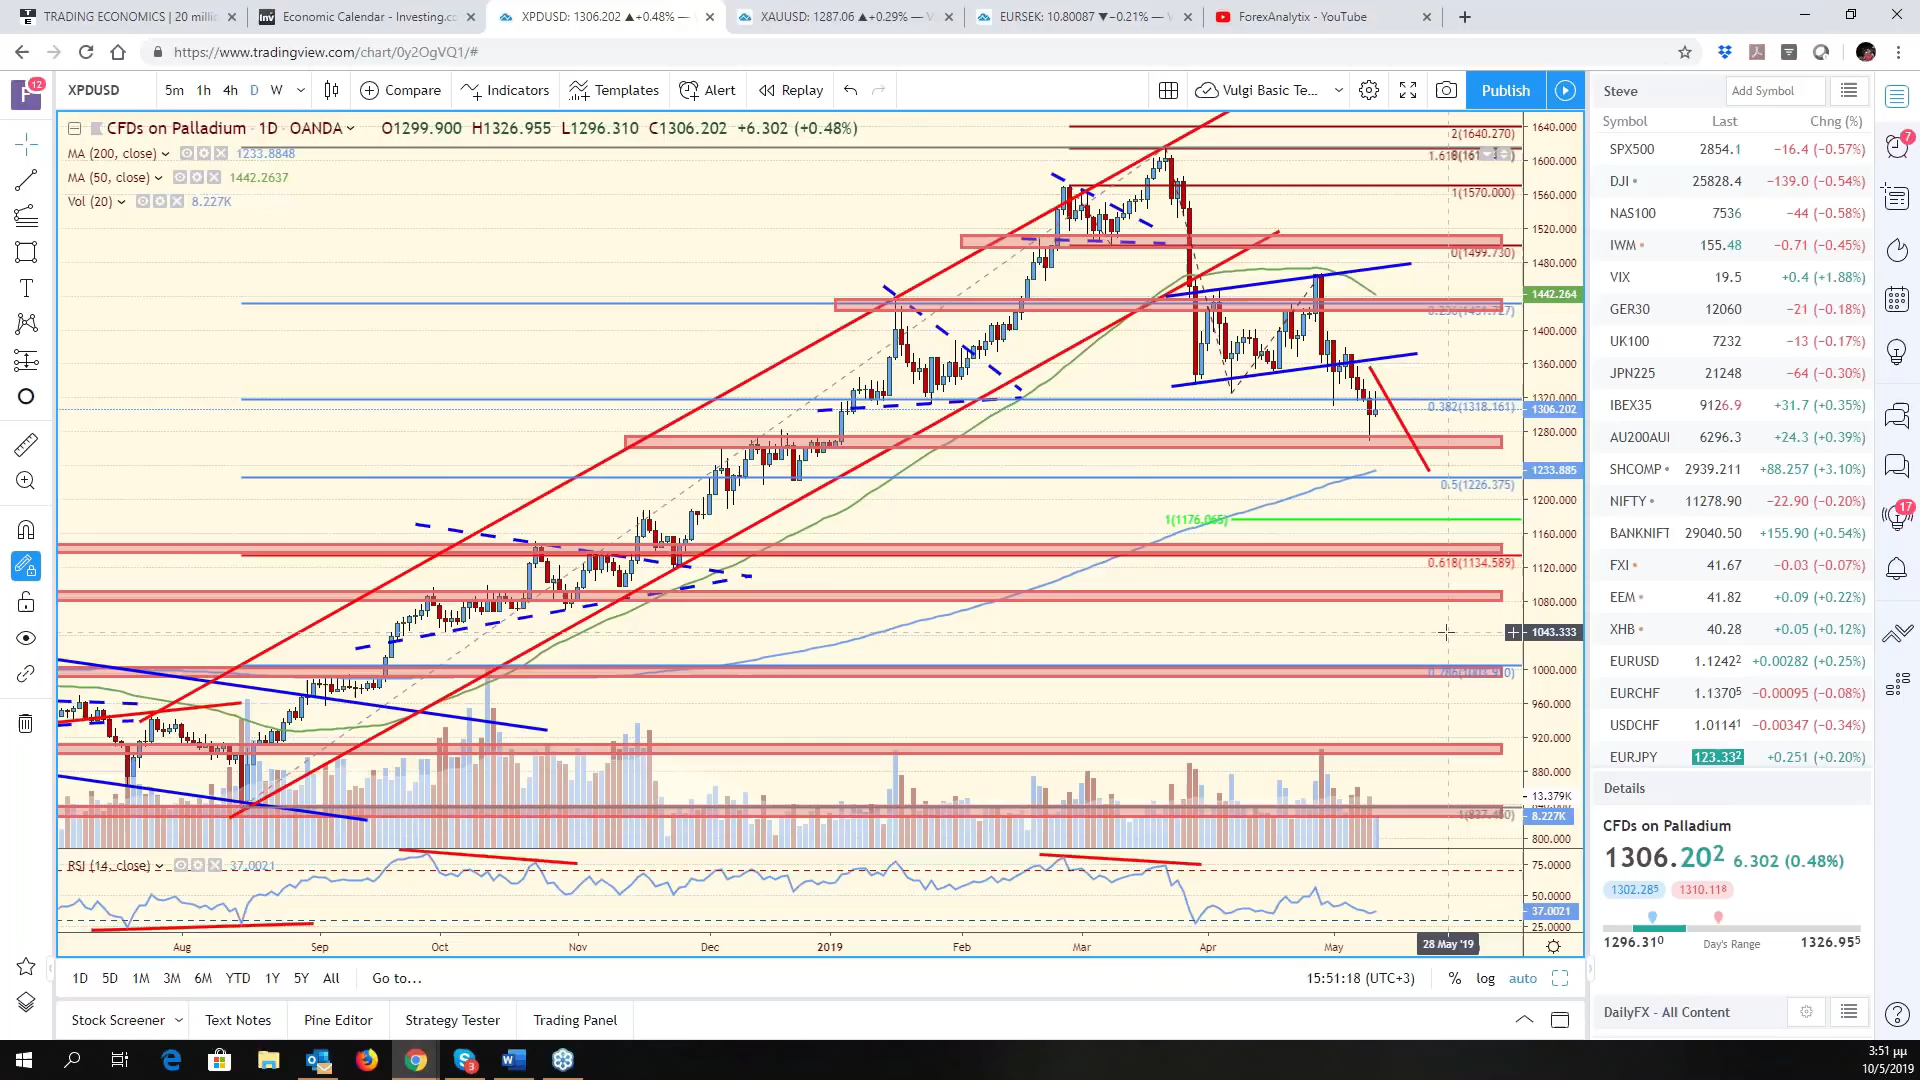 TRADING ECONOMICS | 20 milli
Economic Calendar - Investing.c
XPDUSD: 1306.202 ▲+0.48% —
XAUUSD: 1287.06 ▲+0.29% — V
EURSEK: 10.80087 ▼−0.21% — V
ForexAnalytix - YouTube
https://www.tradingview.com/chart/0y2OgVQ1/#
12
XPDUSD
5m 1h 4h D W
Compare
Indicators
Templates
Alert
Replay
Vulgi Basic Te...
Publish
CFDs on Palladium · 1D · OANDA
O1299.900 H1326.955 L1296.310 C1306.202 +6.302 (+0.48%)
MA (200, close) 1233.8848
MA (50, close) 1442.2637
Vol (20) 8.227K
2(1640.270)
1(1570.000)
0(1499.730)
0.382(1318.161)
0.5(1226.375)
1(1176.065)
0.618(1134.589)
1640.000
1600.000
1560.000
1520.000
1480.000
1442.264
1400.000
1360.000
1320.000
1306.202
1280.000
1233.885
1200.000
1160.000
1120.000
1080.000
1043.333
1000.000
960.000
920.000
880.000
13.379K
8.227K
800.000
RSI (14, close) 37.0021
75.0000
50.0000
37.0021
25.0000
Aug Sep Oct Nov Dec 2019 Feb Mar Apr May 28 May '19
1D 5D 1M 3M 6M YTD 1Y 5Y All Go to...
15:51:18 (UTC+3) % log auto
Stock Screener Text Notes Pine Editor Strategy Tester Trading Panel
Steve
Add Symbol
Symbol Last Chng (%)
SPX500 2854.1 −16.4 (−0.57%)
DJI 25828.4 −139.0 (−0.54%)
NAS100 7536 −44 (−0.58%)
IWM 155.48 −0.71 (−0.45%)
VIX 19.5 +0.4 (+1.88%)
GER30 12060 −21 (−0.18%)
UK100 7232 −13 (−0.17%)
JPN225 21248 −64 (−0.30%)
IBEX35 9126.9 +31.7 (+0.35%)
AU200AUI 6296.3 +24.3 (+0.39%)
SHCOMP 2939.211 +88.257 (+3.10%)
NIFTY 11278.90 −22.90 (−0.20%)
BANKNIFT 29040.50 +155.90 (+0.54%)
FXI 41.67 −0.03 (−0.07%)
EEM 41.82 +0.09 (+0.22%)
XHB 40.28 +0.05 (+0.12%)
EURUSD 1.12422 +0.00282 (+0.25%)
EURCHF 1.13705 −0.00095 (−0.08%)
USDCHF 1.01141 −0.00347 (−0.34%)
EURJPY 123.332 +0.251 (+0.20%)
Details
CFDs on Palladium
1306.202 6.302 (0.48%)
1302.285 1310.118
1296.310 Day's Range 1326.955
DailyFX - All Content
7
17
3
3:51 μμ
10/5/2019